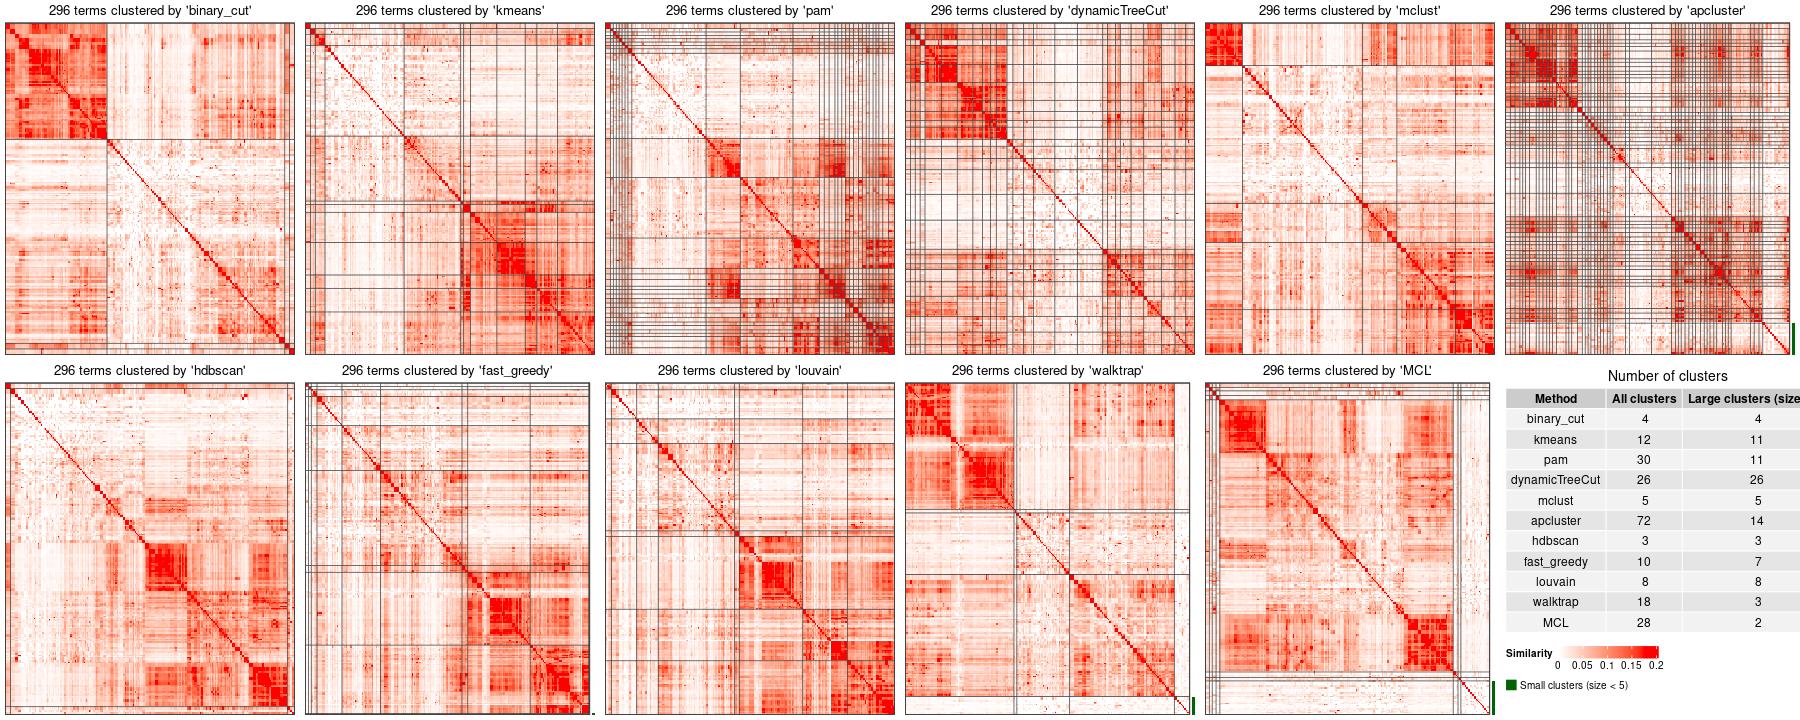 296 terms clustered by 'binary_cut'
296 terms clustered by 'kmeans'
296 terms clustered by 'pam'
296 terms clustered by 'dynamicTreeCut'
296 terms clustered by 'mclust'
296 terms clustered by 'apcluster'
296 terms clustered by 'hdbscan'
296 terms clustered by 'fast_greedy'
296 terms clustered by 'louvain'
296 terms clustered by 'walktrap'
296 terms clustered by 'MCL'
Number of clusters
Method All clusters Large clusters (size
binary_cut 4 4
kmeans 12 11
pam 30 11
dynamicTreeCut 26 26
mclust 5 5
apcluster 72 14
hdbscan 3 3
fast_greedy 10 7
louvain 8 8
walktrap 18 3
MCL 28 2
Similarity
0 0.05 0.1 0.15 0.2
Small clusters (size < 5)